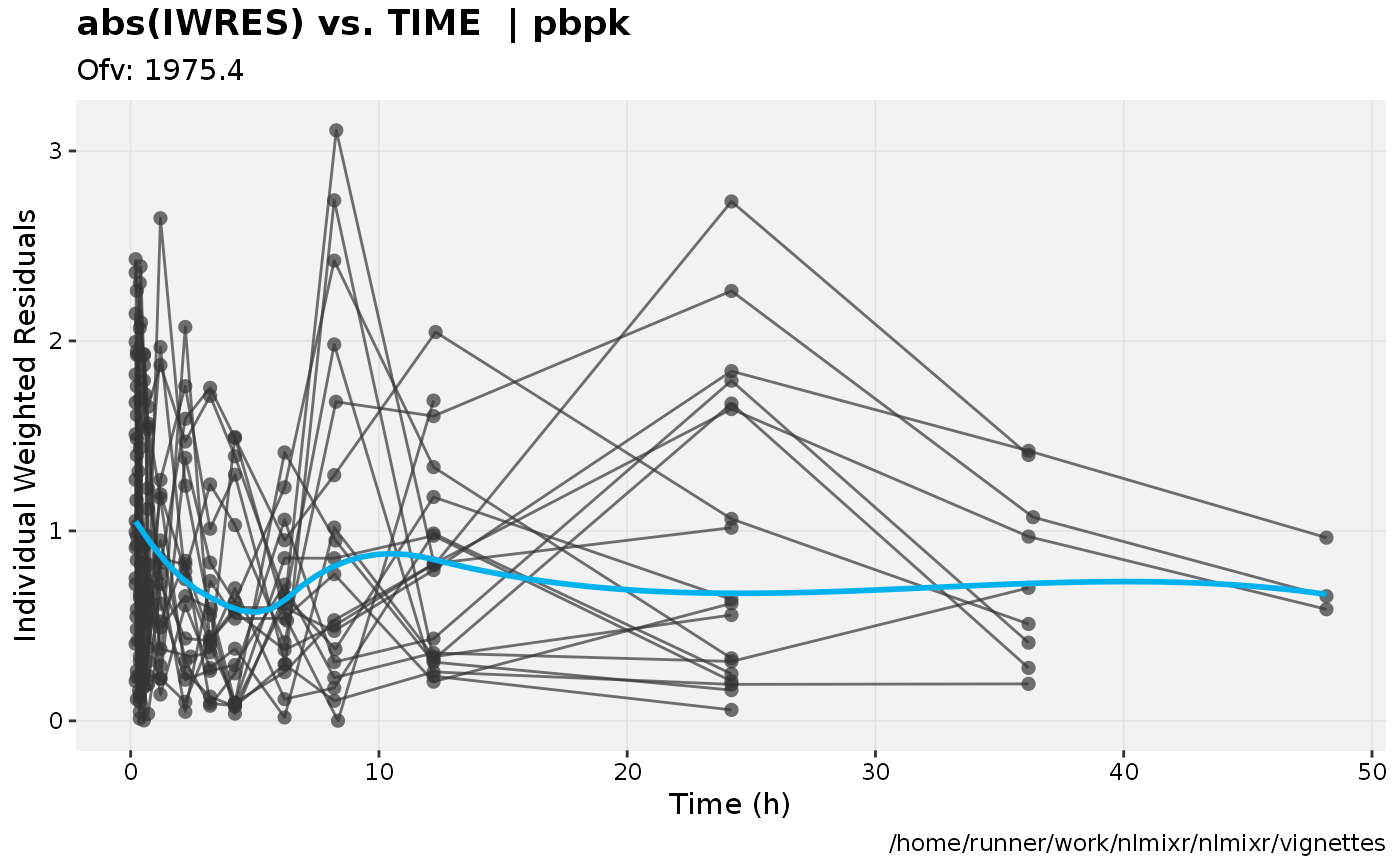 abs(IWRES) vs. TIME | pbpk
Ofv: 1975.4
Individual Weighted Residuals
3
2
1
0
0 10 20 30 40 50
Time (h)
/home/runner/work/nlmixr/nlmixr/vignettes